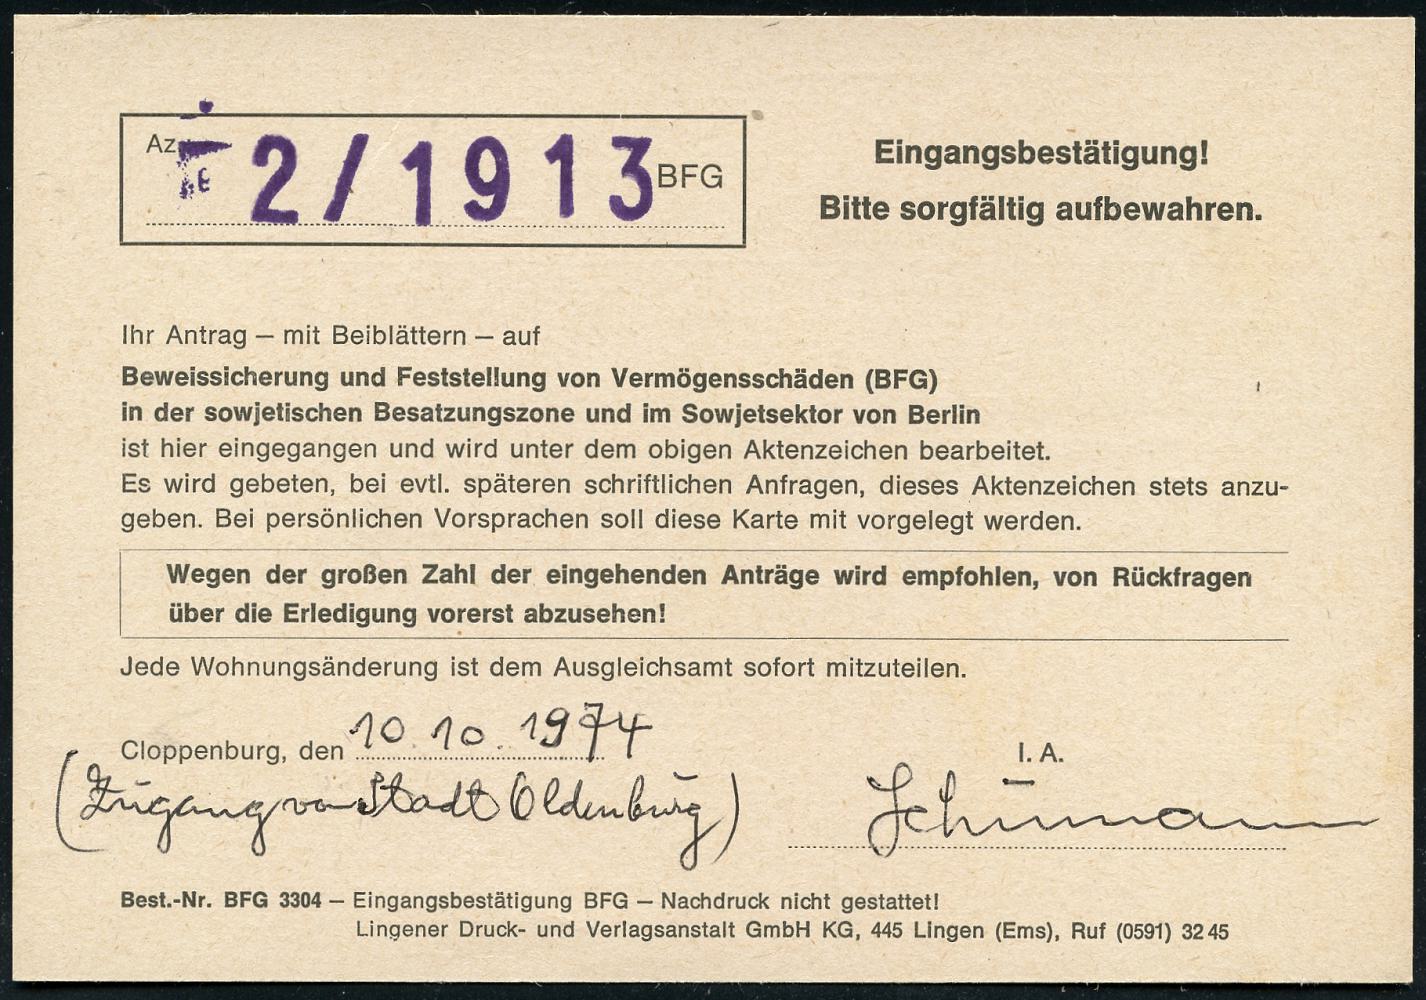 Az. 2/1913 BFG
Eingangsbestätigung!
Bitte sorgfältig aufbewahren.
Ihr Antrag — mit Beiblättern — auf
Beweissicherung und Feststellung von Vermögensschäden (BFG)
in der sowjetischen Besatzungszone und im Sowjetsektor von Berlin
ist hier eingegangen und wird unter dem obigen Aktenzeichen bearbeitet.
Es wird gebeten, bei evtl. späteren schriftlichen Anfragen, dieses Aktenzeichen stets anzu-
geben. Bei persönlichen Vorsprachen soll diese Karte mit vorgelegt werden.
Wegen der großen Zahl der eingehenden Anträge wird empfohlen, von Rückfragen
über die Erledigung vorerst abzusehen!
Jede Wohnungsänderung ist dem Ausgleichsamt sofort mitzuteilen.
Cloppenburg, den 10. 10. 1974
I. A.
(Zugang von Stadt Oldenburg)
Schümann
Best.-Nr. BFG 3304 — Eingangsbestätigung BFG — Nachdruck nicht gestattet!
Lingener Druck- und Verlagsanstalt GmbH KG, 445 Lingen (Ems), Ruf (0591) 32 45